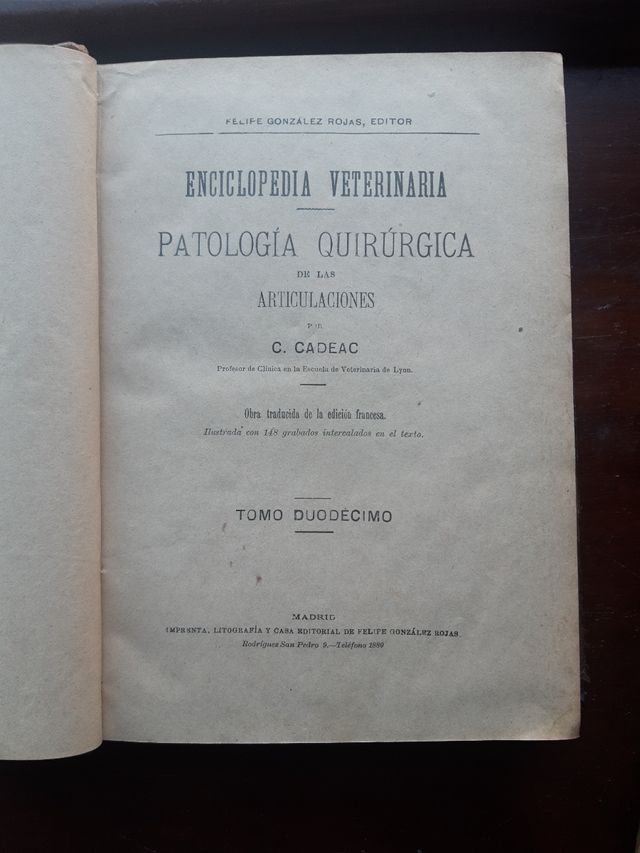 FELIPE GONZÁLEZ ROJAS, EDITOR
ENCICLOPEDIA VETERINARIA
PATOLOGÍA QUIRÚRGICA
DE LAS
ARTICULACIONES
POR
C. CADEAC
Profesor de Clínica en la Escuela de Veterinaria de Lyon.
Obra traducida de la edición francesa.
Ilustrada con 148 grabados intercalados en el texto.
TOMO DUODÉCIMO
MADRID
IMPRENTA, LITOGRAFÍA Y CASA EDITORIAL DE FELIPE GONZÁLEZ ROJAS.
Rodríguez San Pedro 9.—Teléfono 1880